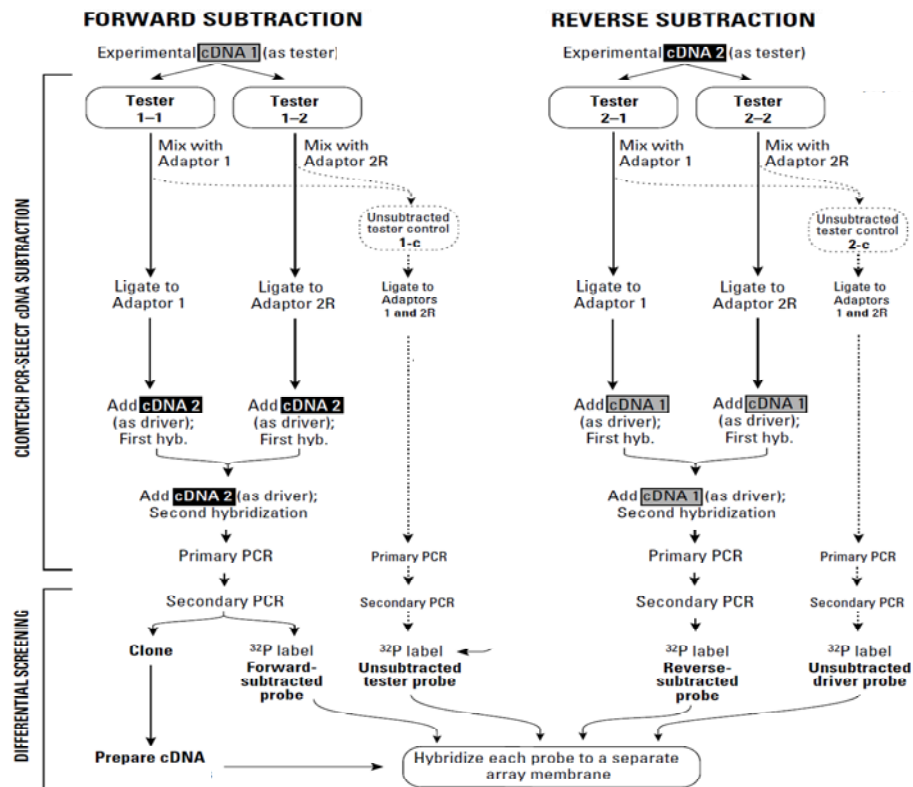 FORWARD SUBTRACTION
Experimental cDNA 1 (as tester)
Tester
1–1
Tester
1–2
Mix with
Adaptor 1
Mix with
Adaptor 2R
Unsubtracted
tester control
1-c
Ligate to
Adaptor 1
Ligate to
Adaptor 2R
Ligate to
Adaptors
1 and 2R
Add cDNA 2
(as driver);
First hyb.
Add cDNA 2
(as driver);
First hyb.
Add cDNA 2 (as driver);
Second hybridization
Primary PCR
Primary PCR
Secondary PCR
Secondary PCR
Clone
32P label
Forward-
subtracted
probe
32P label
Unsubtracted
tester probe
Prepare cDNA
REVERSE SUBTRACTION
Experimental cDNA 2 (as tester)
Tester
2–1
Tester
2–2
Mix with
Adaptor 1
Mix with
Adaptor 2R
Unsubtracted
tester control
2-c
Ligate to
Adaptor 1
Ligate to
Adaptor 2R
Ligate to
Adaptors
1 and 2R
Add cDNA 1
(as driver);
First hyb.
Add cDNA 1
(as driver);
First hyb.
Add cDNA 1 (as driver);
Second hybridization
Primary PCR
Primary PCR
Secondary PCR
Secondary PCR
32P label
Reverse-
subtracted
probe
32P label
Unsubtracted
driver probe
Hybridize each probe to a separate
array membrane
CLONTECH PCR-SELECT cDNA SUBTRACTION
DIFFERENTIAL SCREENING